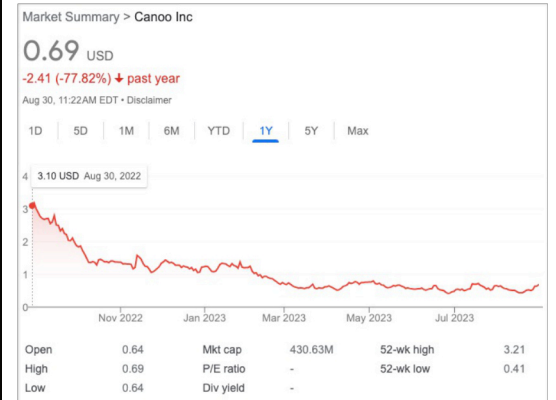 Market Summary > Canoo Inc
0.69 USD
-2.41 (-77.82%) ↓ past year
Aug 30, 11:22AM EDT • Disclaimer
1D 5D 1M 6M YTD 1Y 5Y Max
4
3.10 USD Aug 30, 2022
3
2
1
0
Nov 2022 Jan 2023 Mar 2023 May 2023 Jul 2023
Open 0.64 Mkt cap 430.63M 52-wk high 3.21
High 0.69 P/E ratio - 52-wk low 0.41
Low 0.64 Div yield -